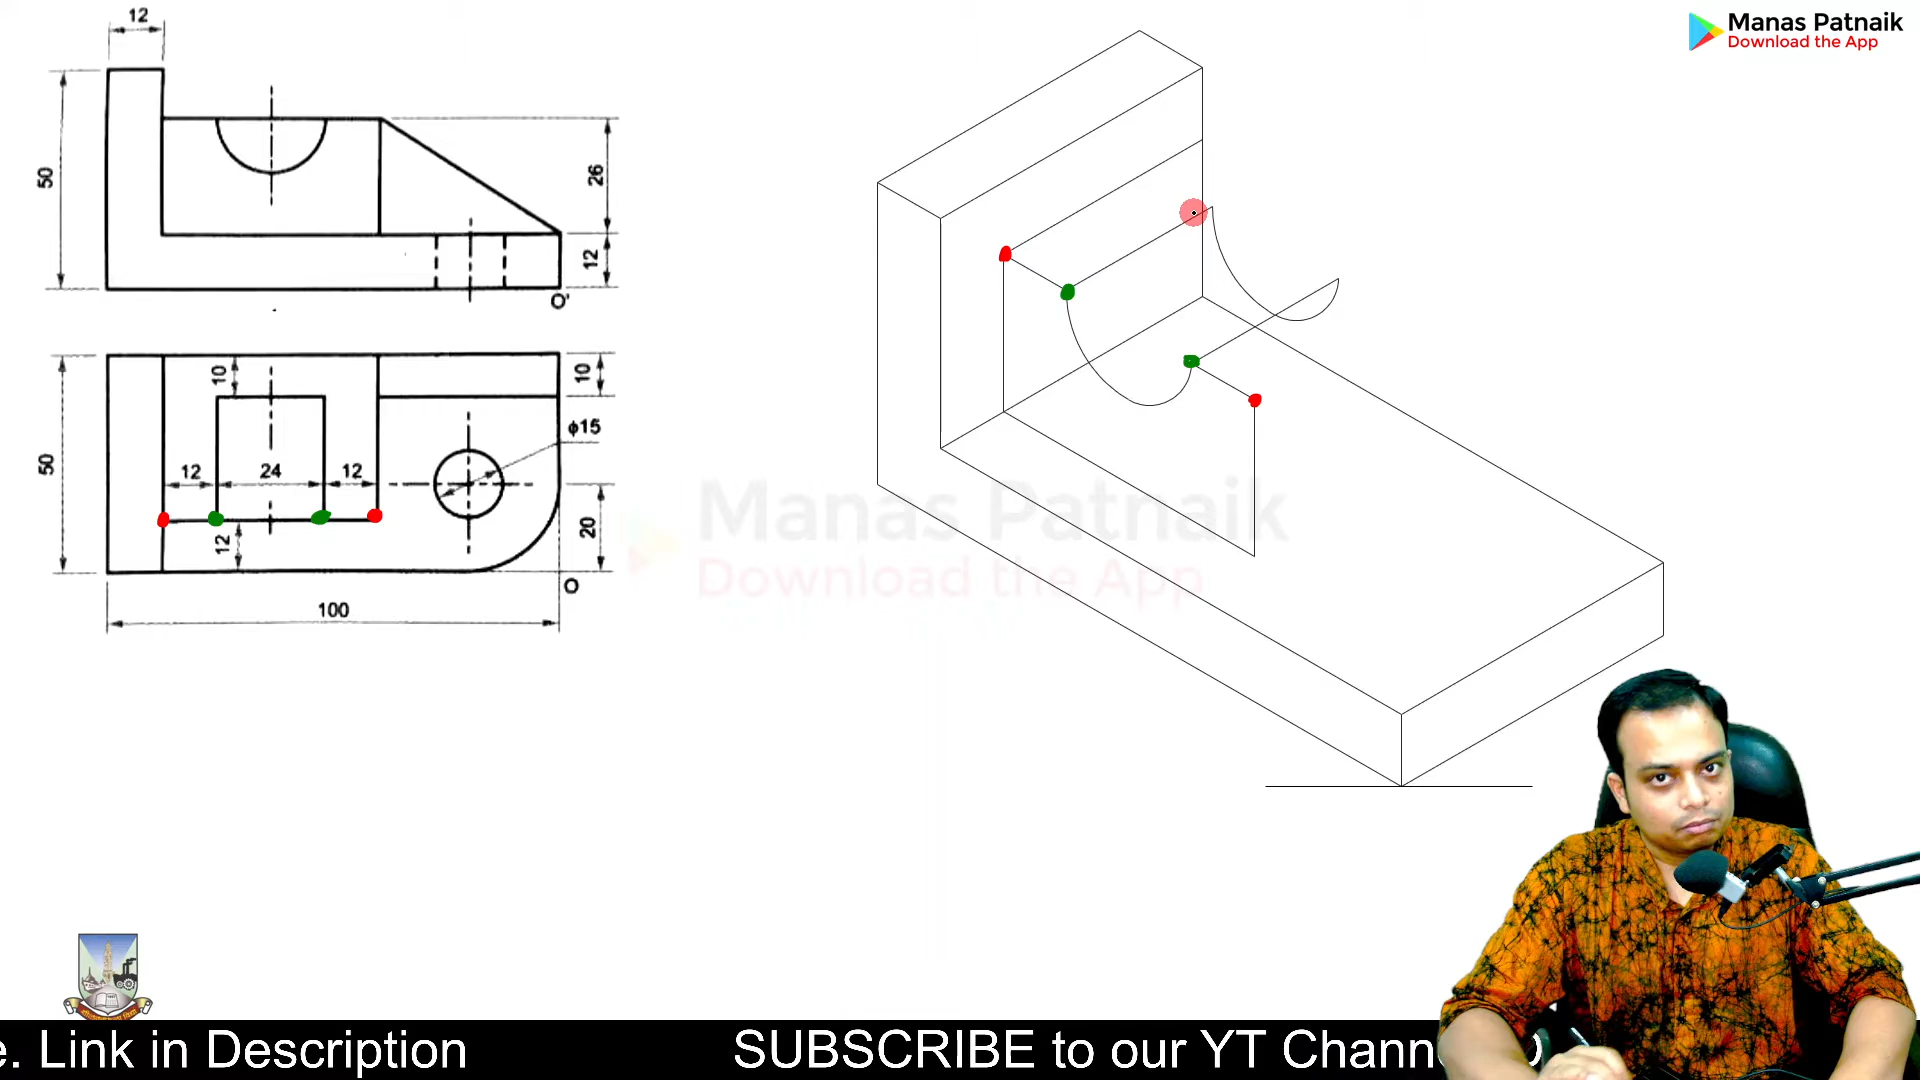 12
Manas Patnaik
Download the App
50
26
12
O'
10
10
ϕ15
50
12
24
12
20
12
O
100
Manas Patnaik
Download the App
e. Link in Description SUBSCRIBE to our YT Chann